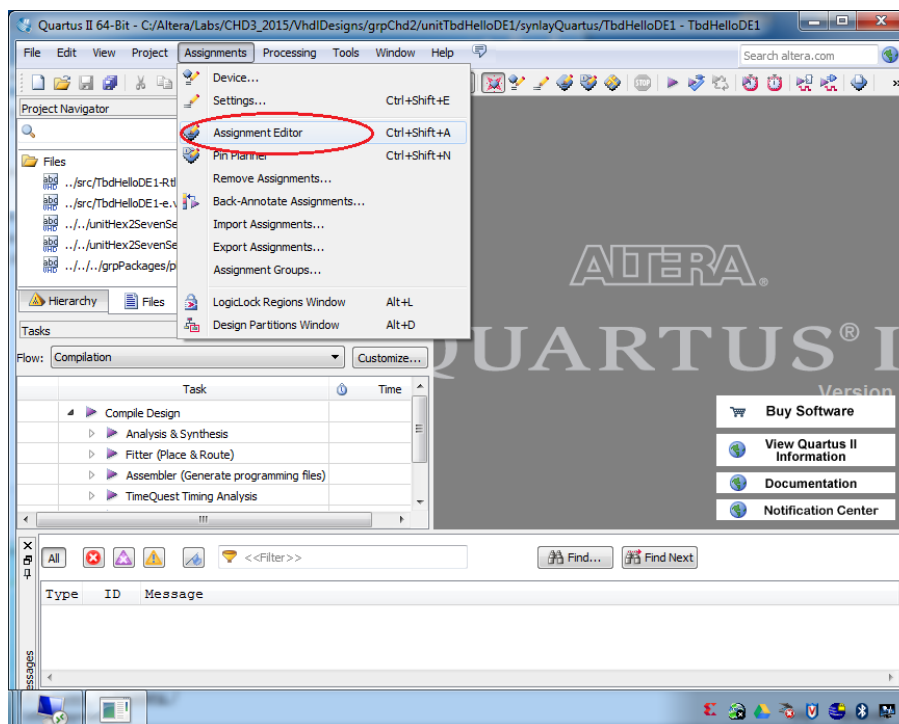 Quartus II 64-Bit - C:/Altera/Labs/CHD3_2015/VhdlDesigns/grpChd2/unitTbdHelloDE1/synlayQuartus/TbdHelloDE1 - TbdHelloDE1
File Edit View Project Assignments Processing Tools Window Help
Search altera.com
Device...
Settings... Ctrl+Shift+E
Assignment Editor Ctrl+Shift+A
Pin Planner Ctrl+Shift+N
Remove Assignments...
Back-Annotate Assignments...
Import Assignments...
Export Assignments...
Assignment Groups...
LogicLock Regions Window Alt+L
Design Partitions Window Alt+D
Project Navigator
Files
../src/TbdHelloDE1-Rtl
../src/TbdHelloDE1-e.v
../../unitHex2SevenSe
../../unitHex2SevenSe
../../../grpPackages/p
Hierarchy Files
Tasks
Flow: Compilation Customize...
Task Time
Compile Design
Analysis & Synthesis
Fitter (Place & Route)
Assembler (Generate programming files)
TimeQuest Timing Analysis
ALTERA®
QUARTUS® I
Version
Buy Software
View Quartus II
Information
Documentation
Notification Center
All <<Filter>> Find... Find Next
Type ID Message
essages